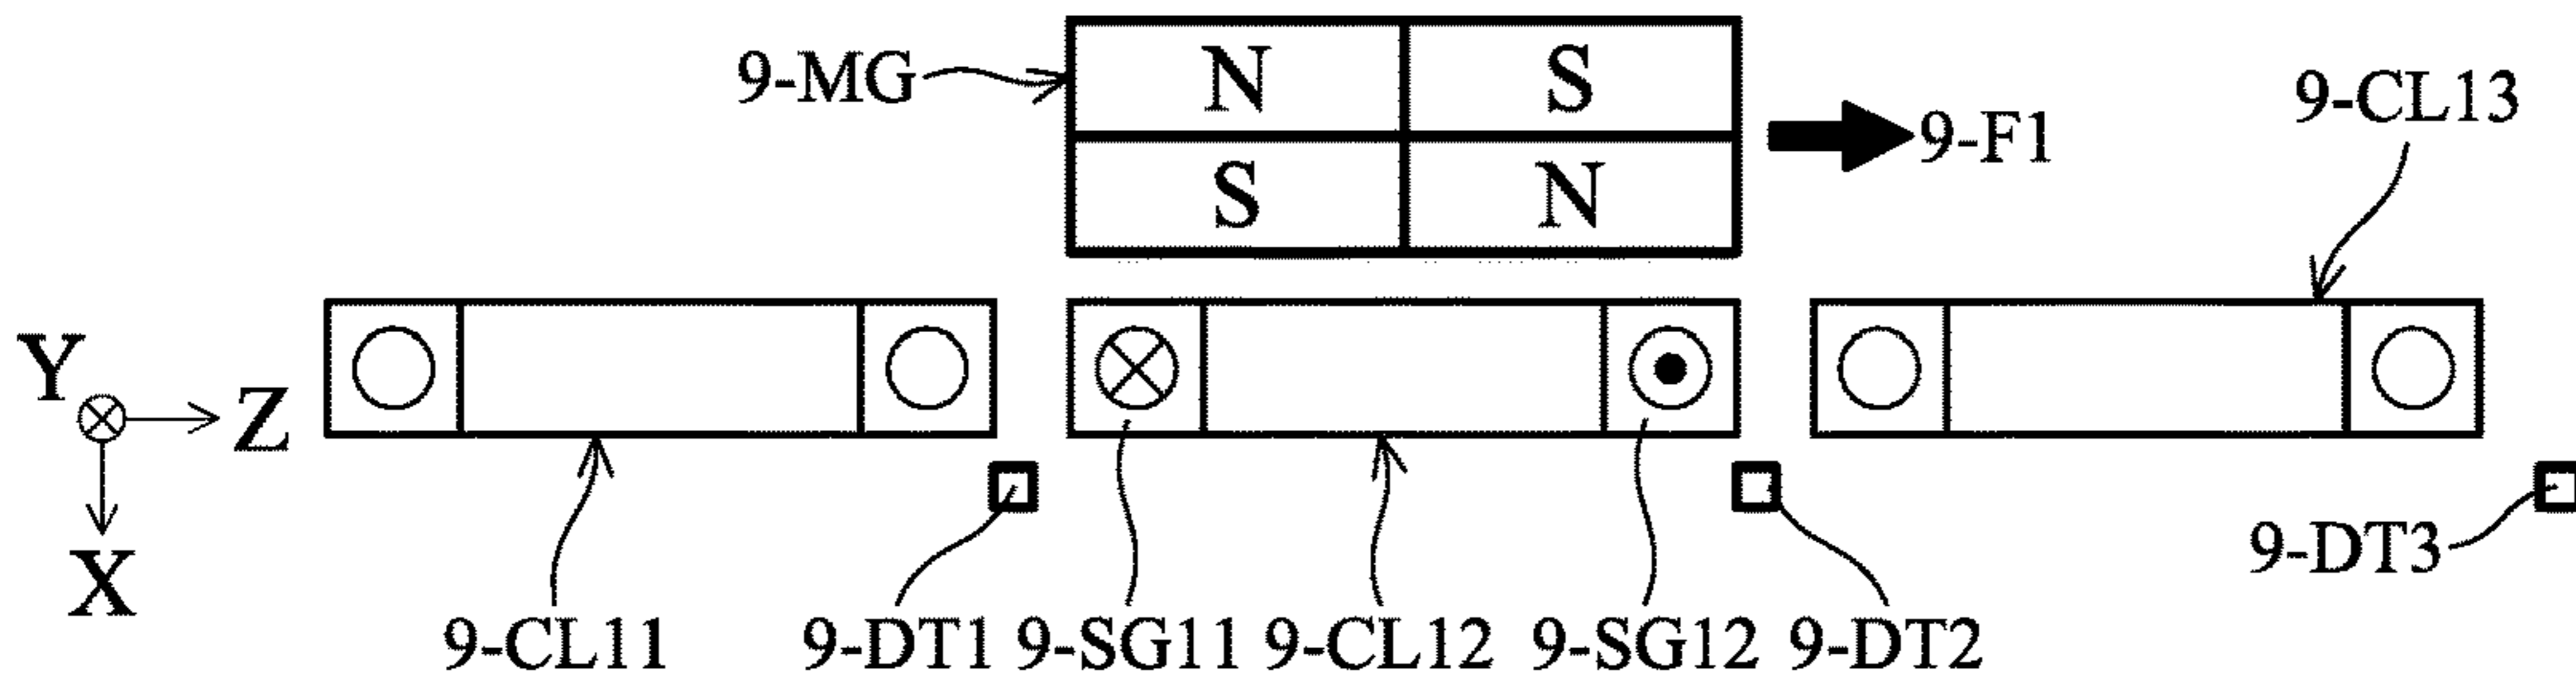 9-MG
N S
S N
9-F1
9-CL13
Y
Z
X
9-DT3
9-CL11 9-DT1 9-SG11 9-CL12 9-SG12 9-DT2